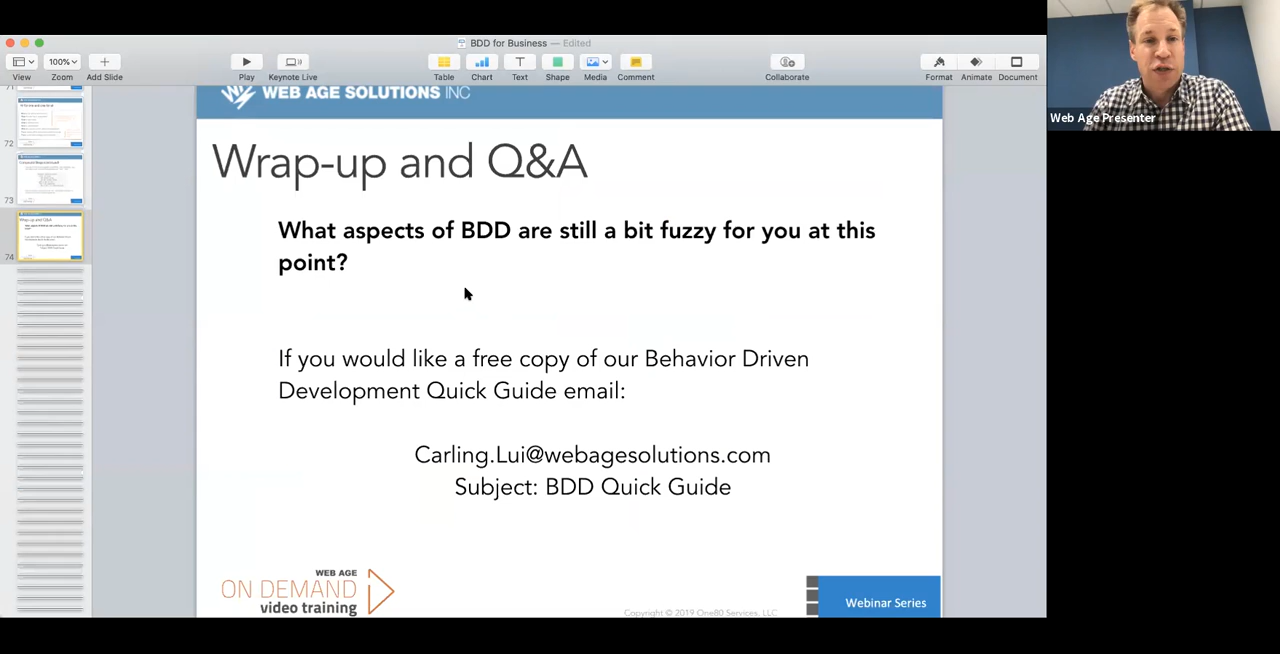 BDD for Business — Edited
100%
View
Zoom
Add Slide
Play
Keynote Live
Table
Chart
Text
Shape
Media
Comment
Collaborate
Format
Animate
Document
Web Age Presenter
72
73
74
WEB AGE SOLUTIONS INC
Wrap-up and Q&A
What aspects of BDD are still a bit fuzzy for you at this
point?
If you would like a free copy of our Behavior Driven
Development Quick Guide email:
Carling.Lui@webagesolutions.com
Subject: BDD Quick Guide
WEB AGE
ON DEMAND
video training
Copyright © 2019 One80 Services, LLC
Webinar Series